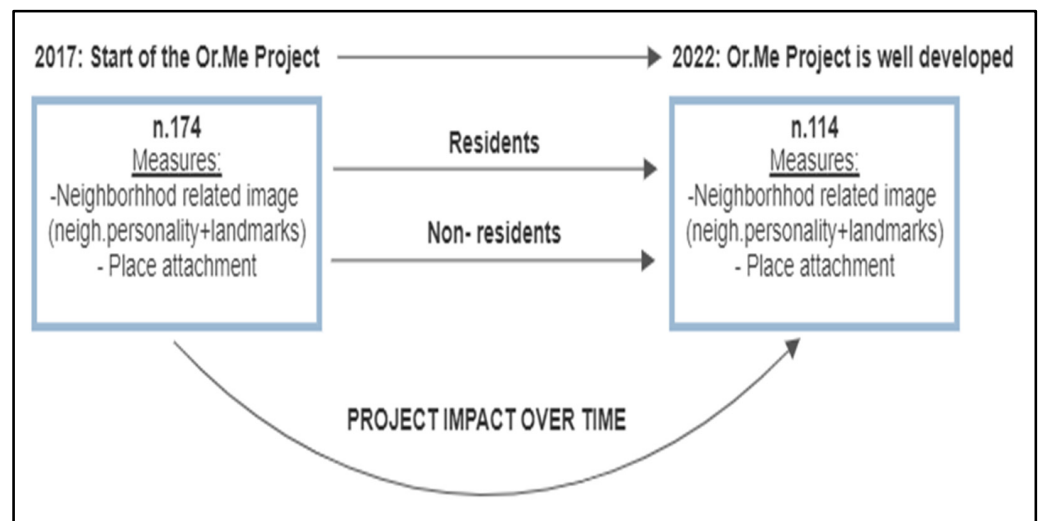 2017: Start of the Or.Me Project
2022: Or.Me Project is well developed
n.174
Measures:
-Neighborhhod related image
(neigh.personality+landmarks)
- Place attachment
Residents
Non- residents
n.114
Measures:
-Neighborhhod related image
(neigh.personality+landmarks)
- Place attachment
PROJECT IMPACT OVER TIME